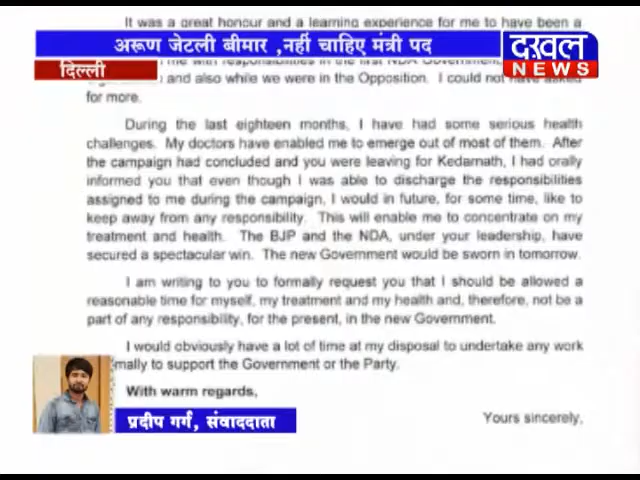 It was a great honour and a learning experience for me to have been a
अरूण जेटली बीमार ,नहीं चाहिए मंत्री पद
दखल
NEWS
दिल्ली
me with responsibilities in the first NDA Government,
and also while we were in the Opposition. I could not have asked
for more.
During the last eighteen months, I have had some serious health
challenges. My doctors have enabled me to emerge out of most of them. After
the campaign had concluded and you were leaving for Kedarnath, I had orally
informed you that even though I was able to discharge the responsibilities
assigned to me during the campaign, I would in future, for some time, like to
keep away from any responsibility. This will enable me to concentrate on my
treatment and health. The BJP and the NDA, under your leadership, have
secured a spectacular win. The new Government would be sworn in tomorrow.
I am writing to you to formally request you that I should be allowed a
reasonable time for myself, my treatment and my health and, therefore, not be a
part of any responsibility, for the present, in the new Government.
I would obviously have a lot of time at my disposal to undertake any work
mally to support the Government or the Party.
With warm regards,
प्रदीप गर्ग, संवाददाता
Yours sincerely,